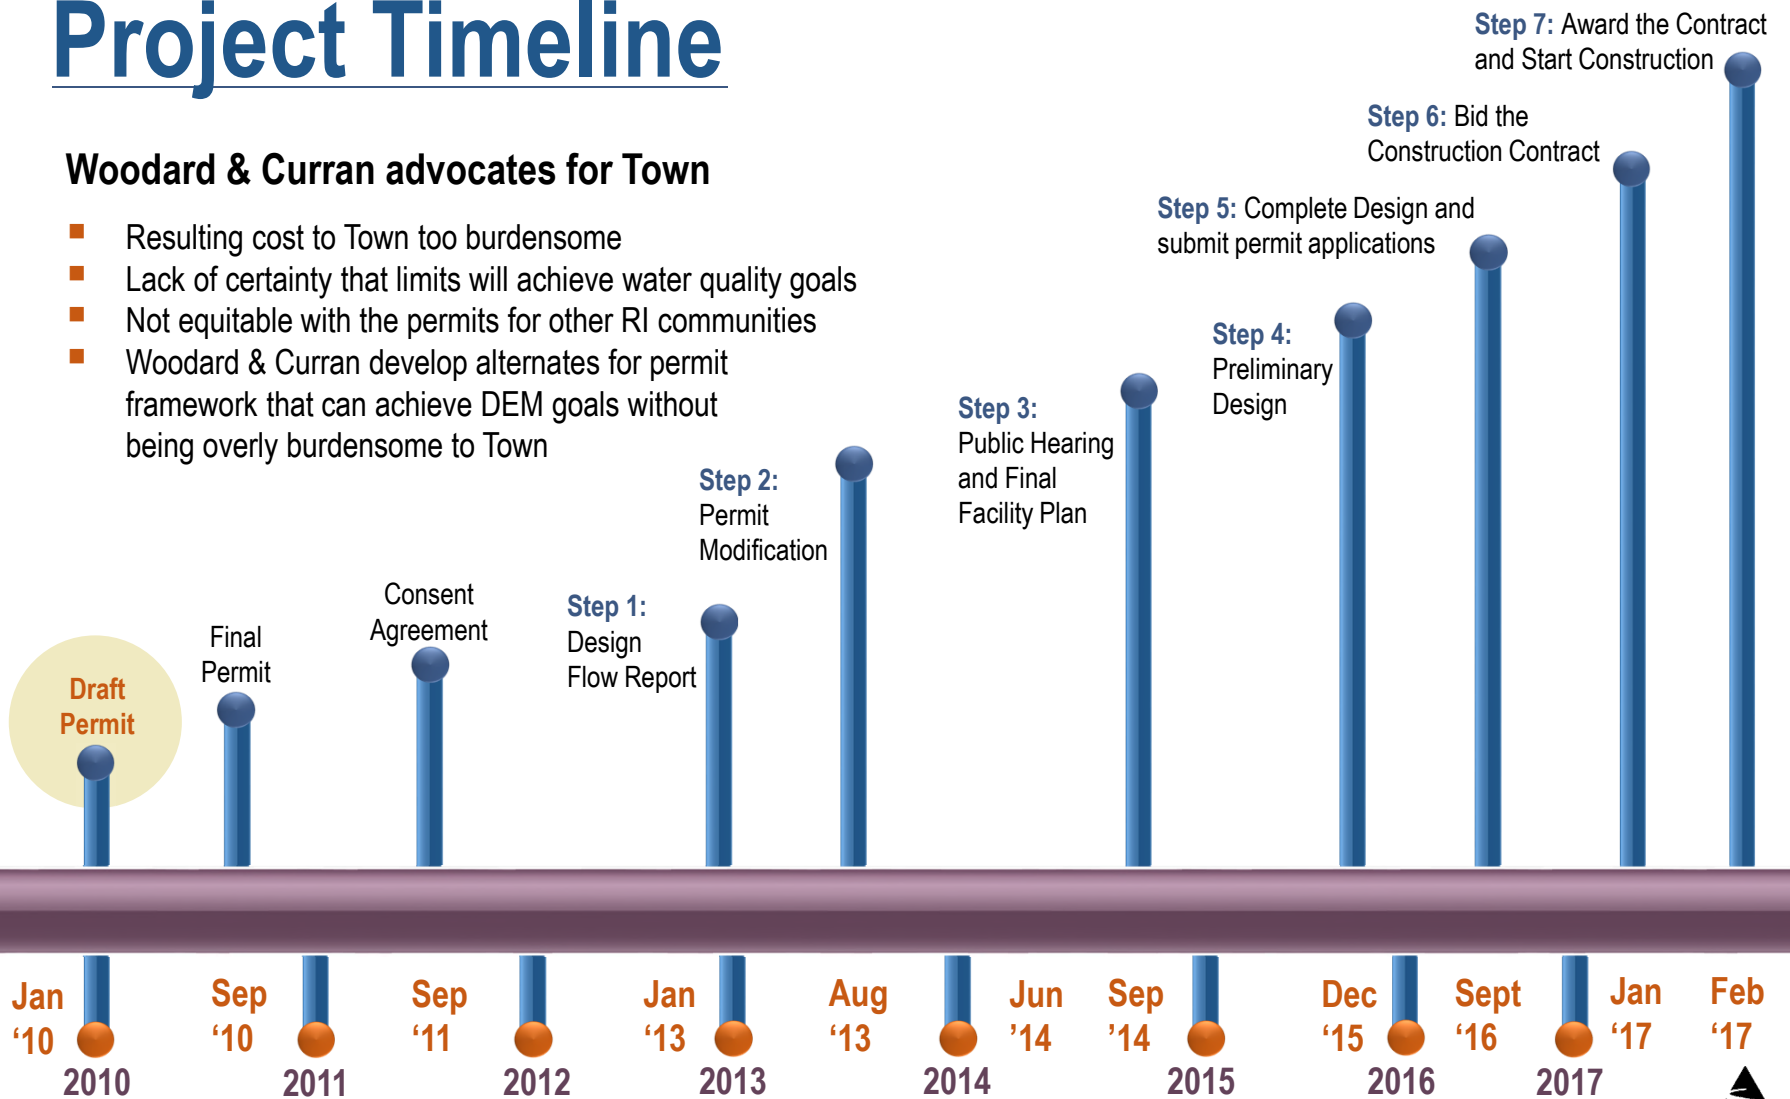 Project Timeline
Woodard & Curran advocates for Town
Resulting cost to Town too burdensome
Lack of certainty that limits will achieve water quality goals
Not equitable with the permits for other RI communities
Woodard & Curran develop alternates for permit
framework that can achieve DEM goals without
being overly burdensome to Town
Draft
Permit
Final
Permit
Consent
Agreement
Step 1:
Design
Flow Report
Step 2:
Permit
Modification
Step 3:
Public Hearing
and Final
Facility Plan
Step 4:
Preliminary
Design
Step 5: Complete Design and
submit permit applications
Step 6: Bid the
Construction Contract
Step 7: Award the Contract
and Start Construction
Jan
‘10
Sep
‘10
Sep
‘11
Jan
‘13
Aug
‘13
Jun
’14
Sep
’14
Dec
‘15
Sept
‘16
Jan
‘17
Feb
‘17
2010
2011
2012
2013
2014
2015
2016
2017